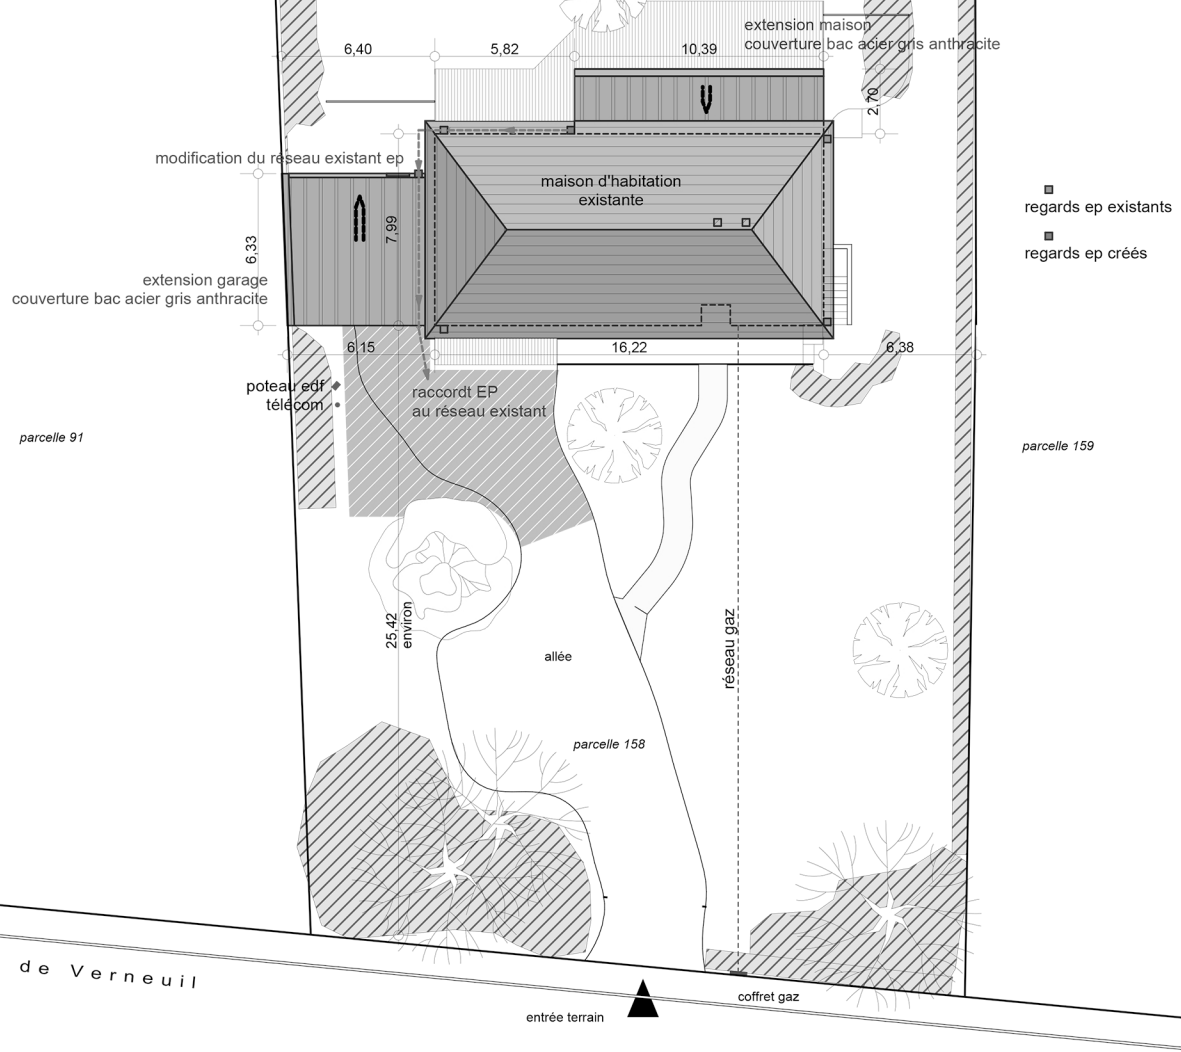 extension maison
couverture bac acier gris anthracite
6,40
5,82
10,39
2,70
modification du réseau existant ep
maison d'habitation
existante
regards ep existants
regards ep créés
7,99
6,33
extension garage
couverture bac acier gris anthracite
6,15
16,22
6,38
poteau edf
télécom
raccordt EP
au réseau existant
parcelle 91
parcelle 159
25,42
environ
réseau gaz
allée
parcelle 158
de Verneuil
coffret gaz
entrée terrain